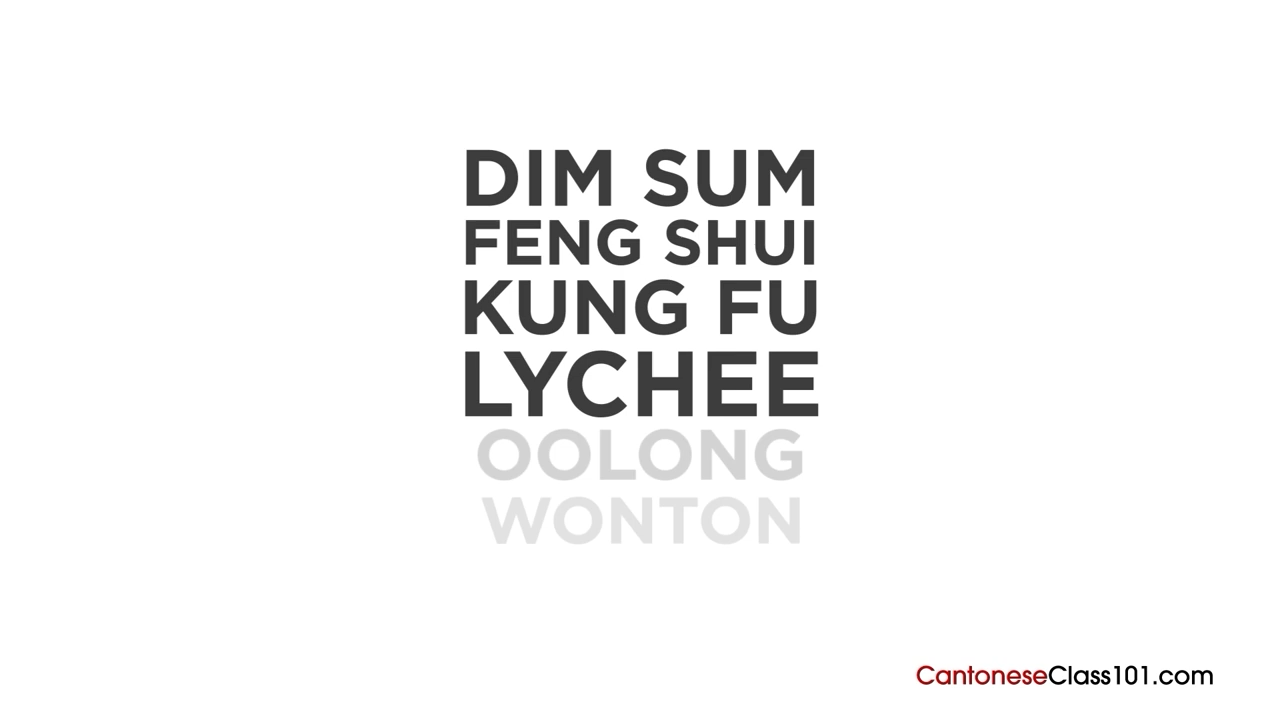 DIM SUM
FENG SHUI
KUNG FU
LYCHEE
OOLONG
WONTON
CantoneseClass101.com